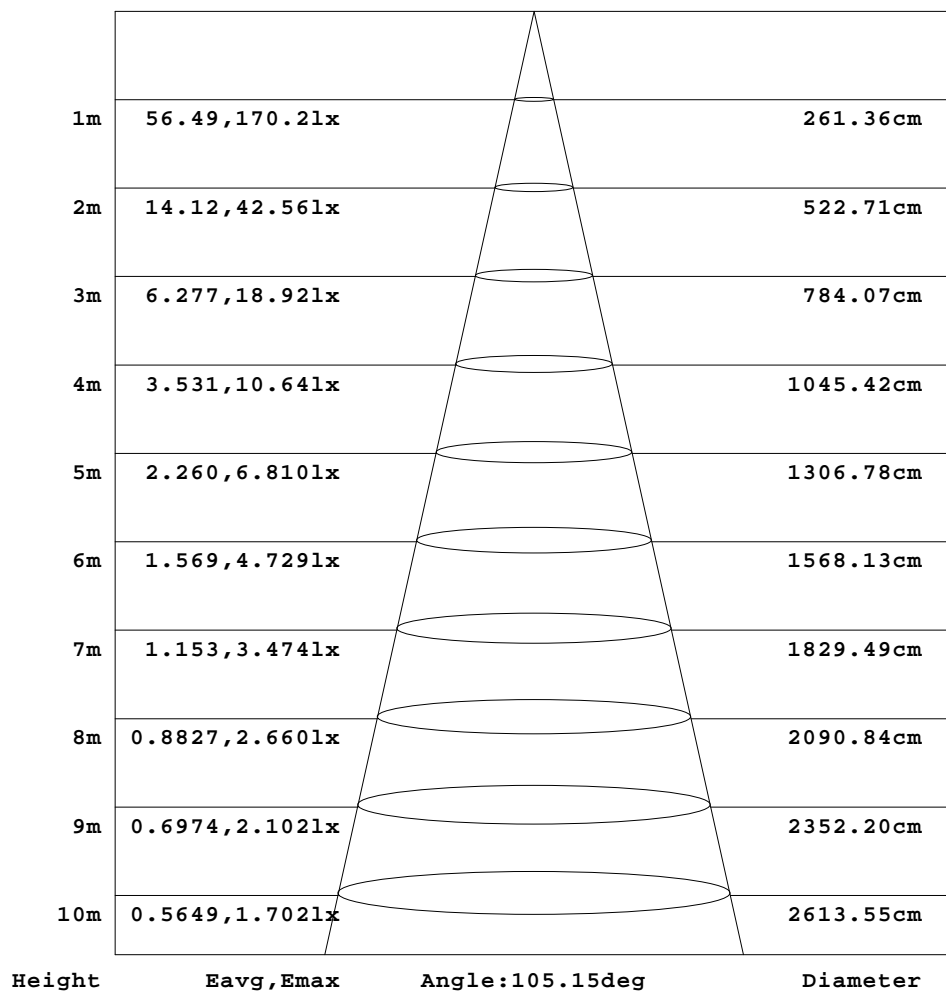 1m 56.49,170.2lx 261.36cm
2m 14.12,42.56lx 522.71cm
3m 6.277,18.92lx 784.07cm
4m 3.531,10.64lx 1045.42cm
5m 2.260,6.810lx 1306.78cm
6m 1.569,4.729lx 1568.13cm
7m 1.153,3.474lx 1829.49cm
8m 0.8827,2.660lx 2090.84cm
9m 0.6974,2.102lx 2352.20cm
10m 0.5649,1.702lx 2613.55cm
Height Eavg,Emax Angle:105.15deg Diameter